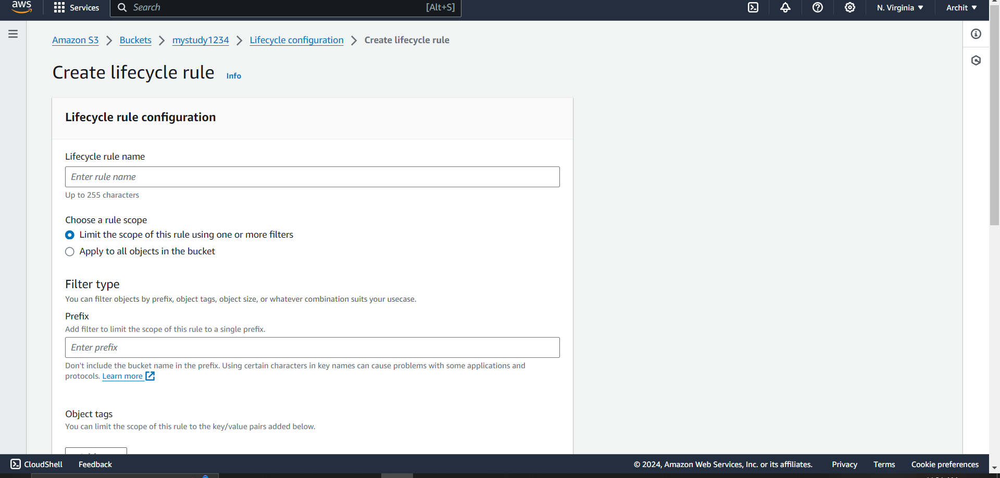 aws Services Search [Alt+S] N. Virginia Archit
Amazon S3 Buckets mystudy1234 Lifecycle configuration Create lifecycle rule
Create lifecycle rule Info
Lifecycle rule configuration
Lifecycle rule name
Enter rule name
Up to 255 characters
Choose a rule scope
Limit the scope of this rule using one or more filters
Apply to all objects in the bucket
Filter type
You can filter objects by prefix, object tags, object size, or whatever combination suits your usecase.
Prefix
Add filter to limit the scope of this rule to a single prefix.
Enter prefix
Don't include the bucket name in the prefix. Using certain characters in key names can cause problems with some applications and
protocols. Learn more
Object tags
You can limit the scope of this rule to the key/value pairs added below.
CloudShell Feedback © 2024, Amazon Web Services, Inc. or its affiliates. Privacy Terms Cookie preferences